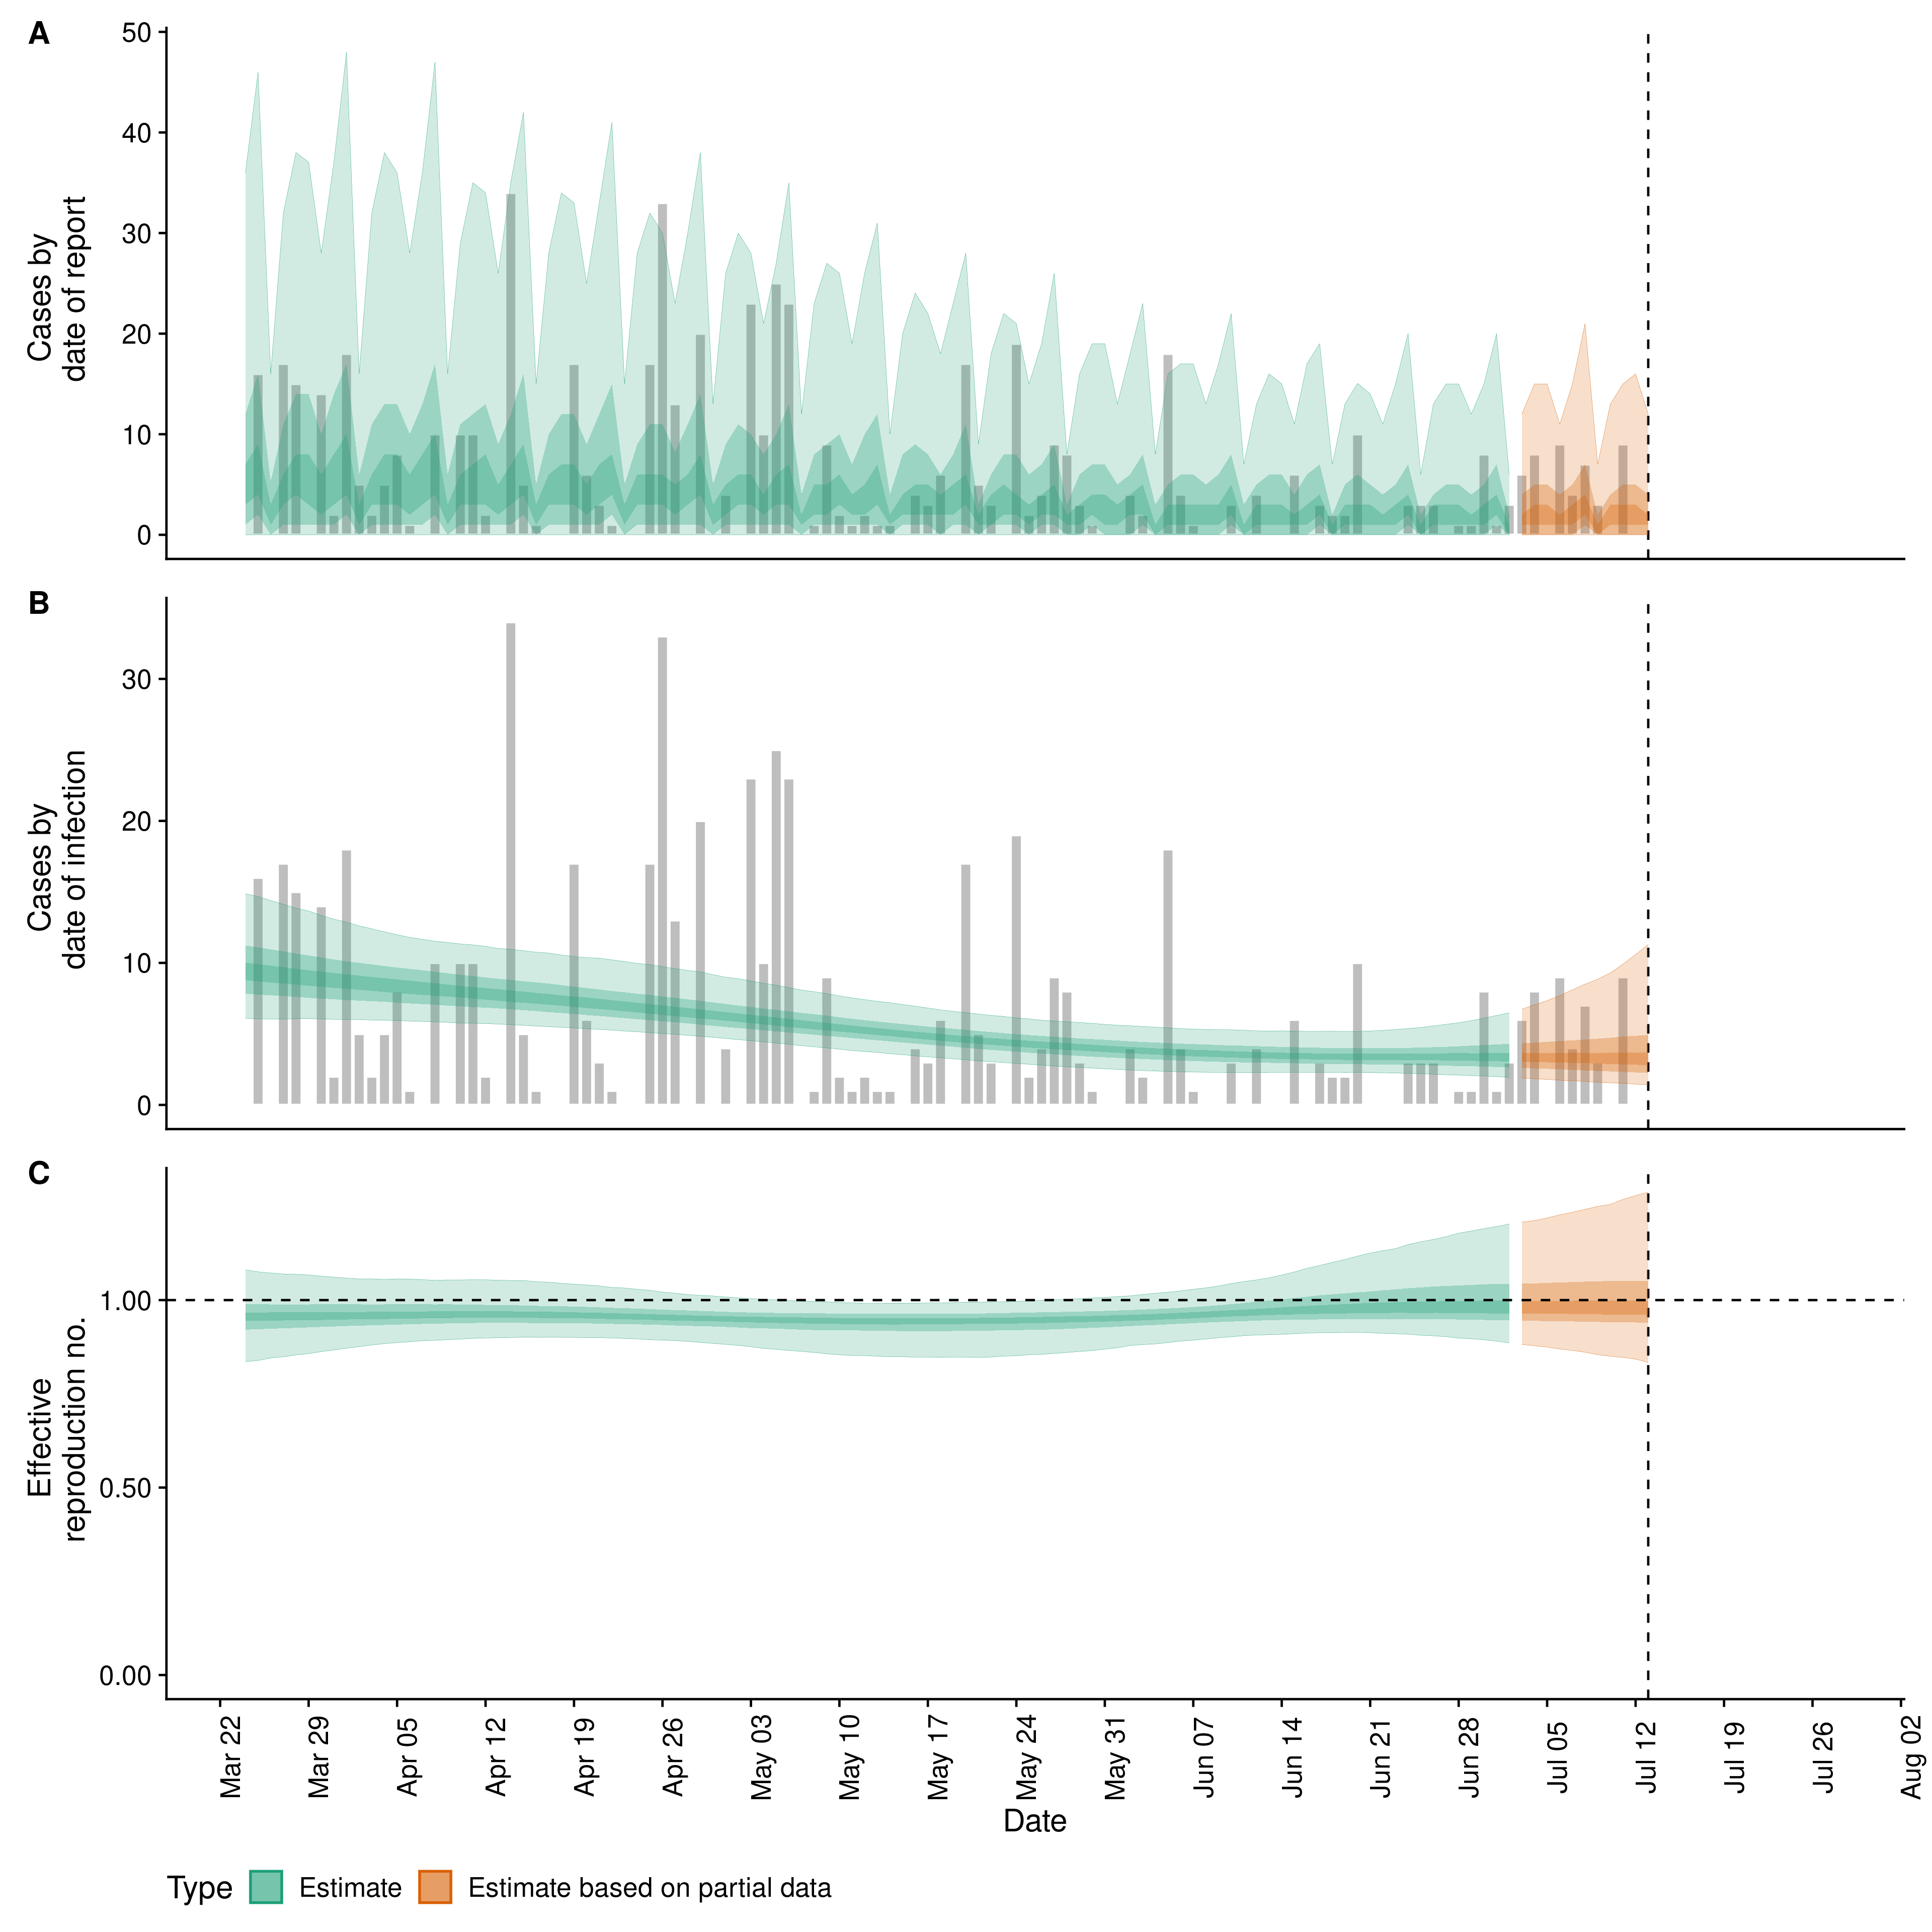 A
Cases by
date of report
50
40
30
20
10
0
B
Cases by
date of infection
30
20
10
0
C
Effective
reproduction no.
1.00
0.50
0.00
Mar 22
Mar 29
Apr 05
Apr 12
Apr 19
Apr 26
May 03
May 10
May 17
May 24
May 31
Jun 07
Jun 14
Jun 21
Jun 28
Jul 05
Jul 12
Jul 19
Jul 26
Aug 02
Date
Type Estimate Estimate based on partial data